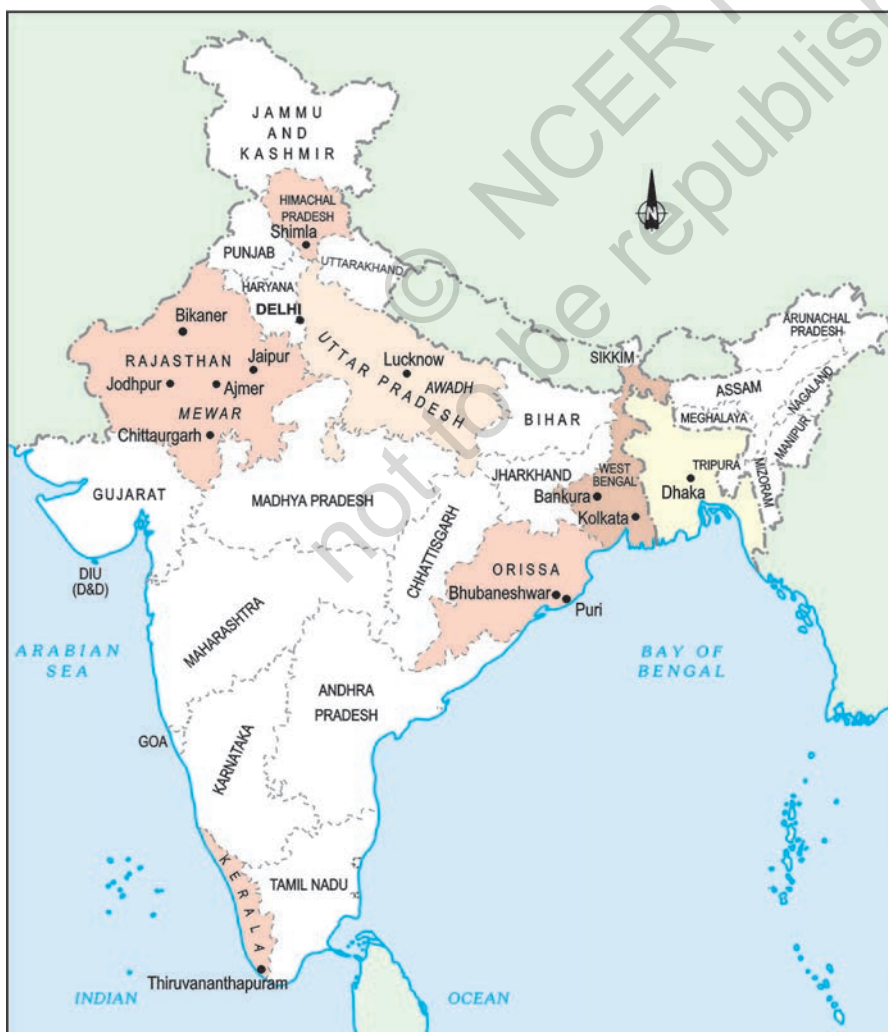 © NCERT
not to be republish
JAMMU
AND
KASHMIR
HIMACHAL
PRADESH
Shimla
PUNJAB
UTTARAKHAND
HARYANA
DELHI
N
Bikaner
RAJASTHAN
Jaipur
Jodhpur
Ajmer
MEWAR
Chittaurgarh
UTTAR PRADESH
Lucknow
AWADH
SIKKIM
ARUNACHAL
PRADESH
ASSAM
NAGALAND
MEGHALAYA
MANIPUR
BIHAR
TRIPURA
MIZORAM
Dhaka
JHARKHAND
WEST
BENGAL
Bankura
Kolkata
GUJARAT
MADHYA PRADESH
CHHATTISGARH
DIU
(D&D)
ORISSA
Bhubaneshwar
Puri
MAHARASHTRA
ARABIAN
SEA
BAY OF
BENGAL
ANDHRA
PRADESH
GOA
KARNATAKA
KERALA
TAMIL NADU
Thiruvananthapuram
INDIAN
OCEAN